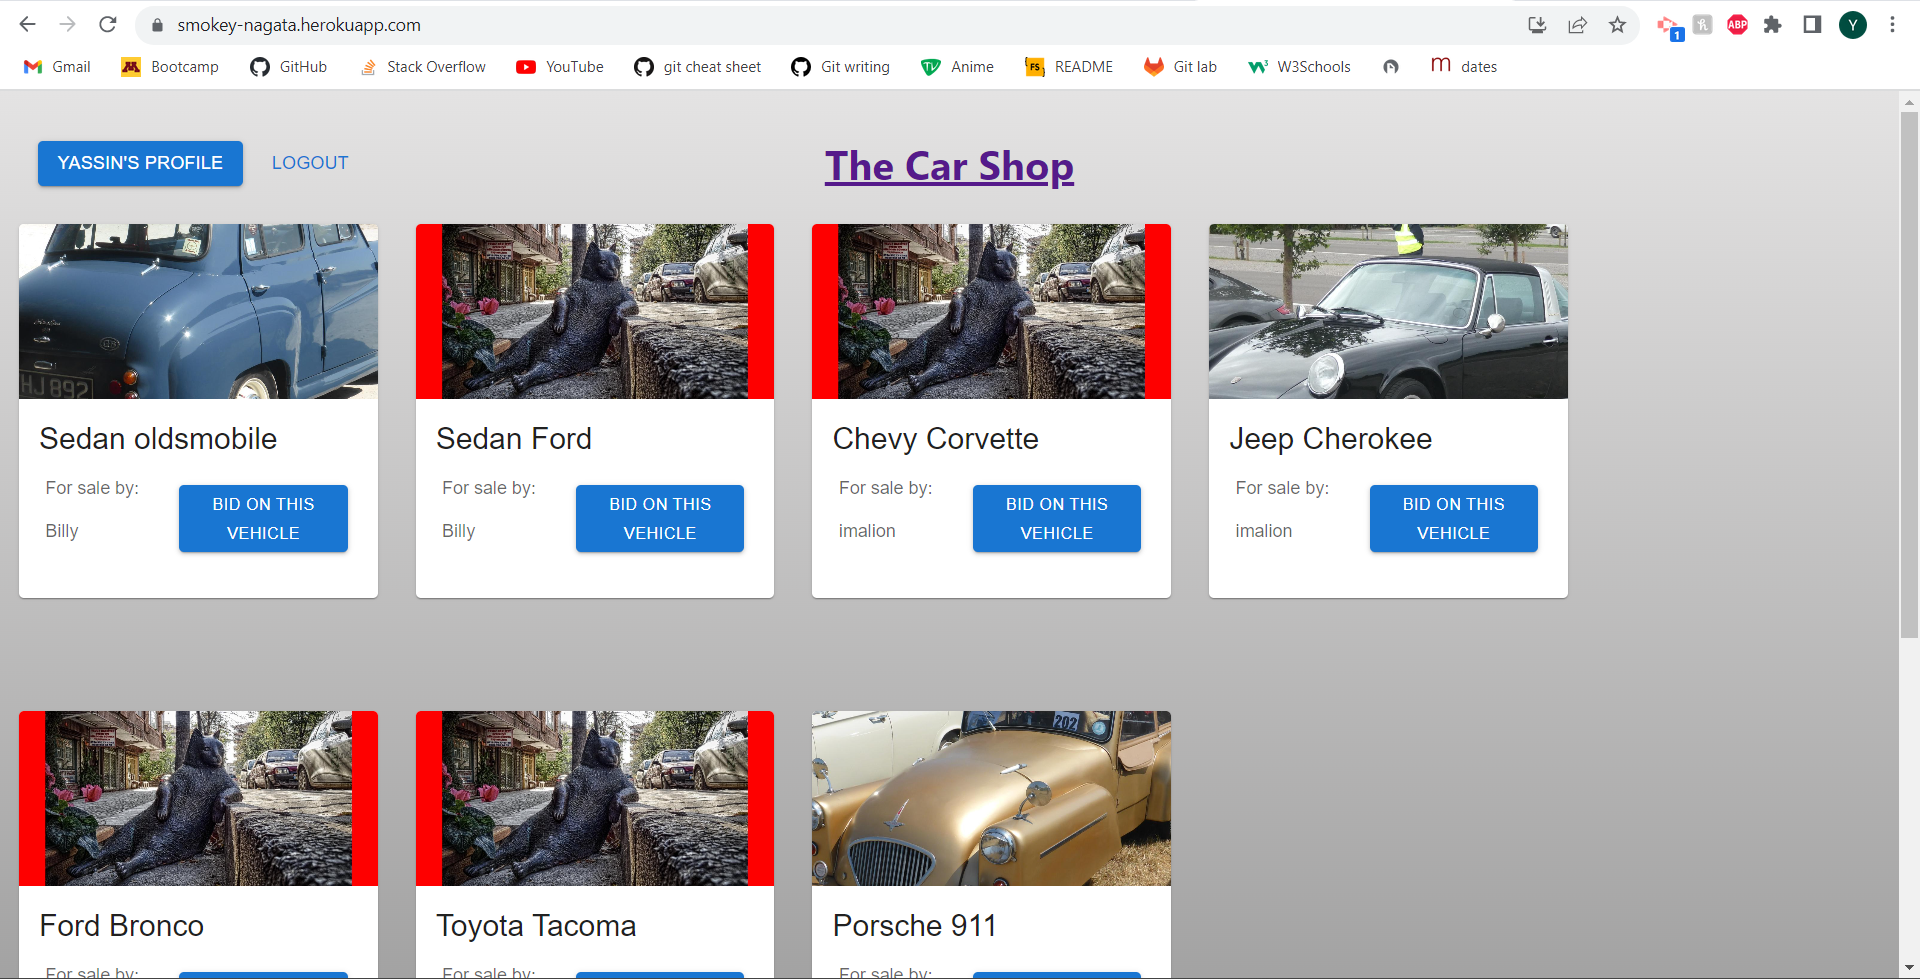 smokey-nagata.herokuapp.com
ABP
1
Y
Gmail
Bootcamp
GitHub
Stack Overflow
YouTube
git cheat sheet
Git writing
Anime
FS
README
Git lab
W3Schools
m
dates
YASSIN'S PROFILE
LOGOUT
The Car Shop
Sedan oldsmobile
For sale by:
Billy
BID ON THIS
VEHICLE
Sedan Ford
For sale by:
Billy
BID ON THIS
VEHICLE
Chevy Corvette
For sale by:
imalion
BID ON THIS
VEHICLE
Jeep Cherokee
For sale by:
imalion
BID ON THIS
VEHICLE
202
Ford Bronco
For sale by:
Toyota Tacoma
For sale by:
Porsche 911
For sale by: